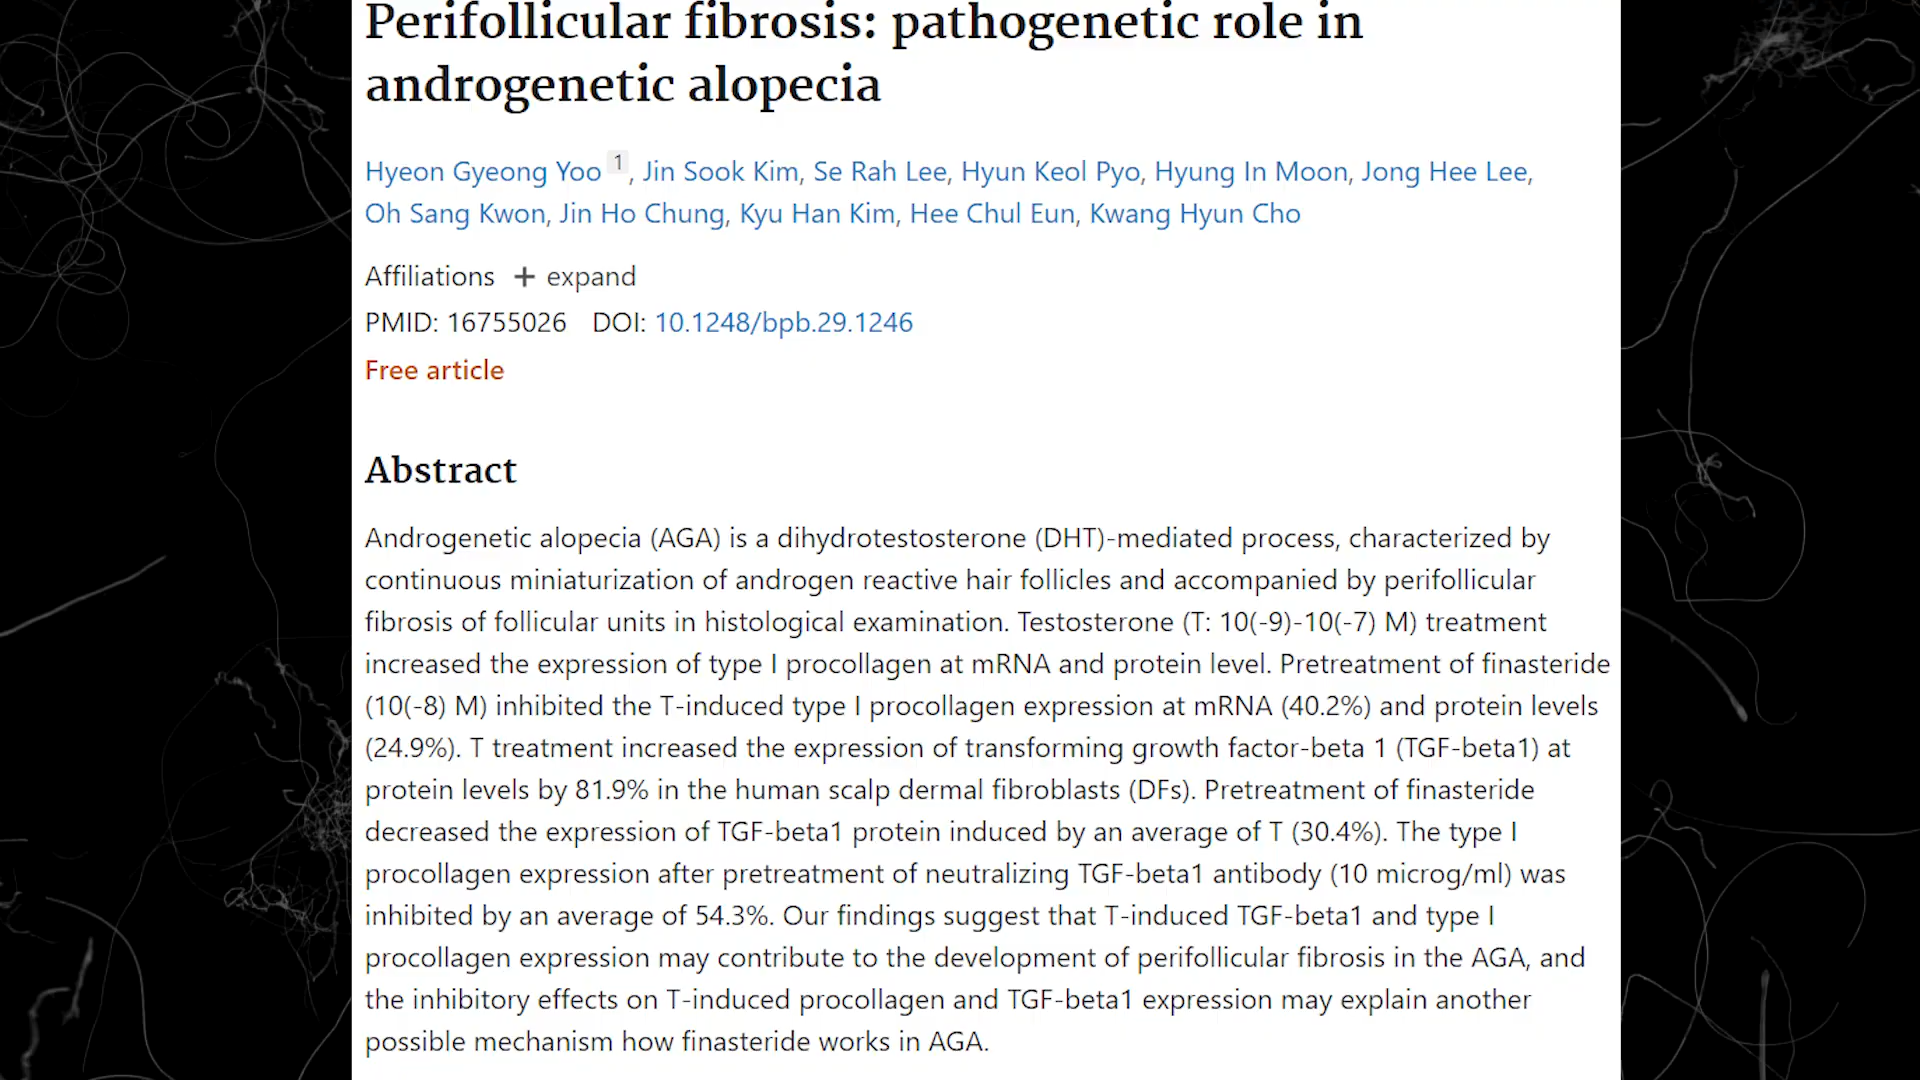 Perifollicular fibrosis: pathogenetic role in
androgenetic alopecia
Hyeon Gyeong Yoo 1, Jin Sook Kim, Se Rah Lee, Hyun Keol Pyo, Hyung In Moon, Jong Hee Lee,
Oh Sang Kwon, Jin Ho Chung, Kyu Han Kim, Hee Chul Eun, Kwang Hyun Cho
Affiliations + expand
PMID: 16755026 DOI: 10.1248/bpb.29.1246
Free article
Abstract
Androgenetic alopecia (AGA) is a dihydrotestosterone (DHT)-mediated process, characterized by
continuous miniaturization of androgen reactive hair follicles and accompanied by perifollicular
fibrosis of follicular units in histological examination. Testosterone (T: 10(-9)-10(-7) M) treatment
increased the expression of type I procollagen at mRNA and protein level. Pretreatment of finasteride
(10(-8) M) inhibited the T-induced type I procollagen expression at mRNA (40.2%) and protein levels
(24.9%). T treatment increased the expression of transforming growth factor-beta 1 (TGF-beta1) at
protein levels by 81.9% in the human scalp dermal fibroblasts (DFs). Pretreatment of finasteride
decreased the expression of TGF-beta1 protein induced by an average of T (30.4%). The type I
procollagen expression after pretreatment of neutralizing TGF-beta1 antibody (10 microg/ml) was
inhibited by an average of 54.3%. Our findings suggest that T-induced TGF-beta1 and type I
procollagen expression may contribute to the development of perifollicular fibrosis in the AGA, and
the inhibitory effects on T-induced procollagen and TGF-beta1 expression may explain another
possible mechanism how finasteride works in AGA.